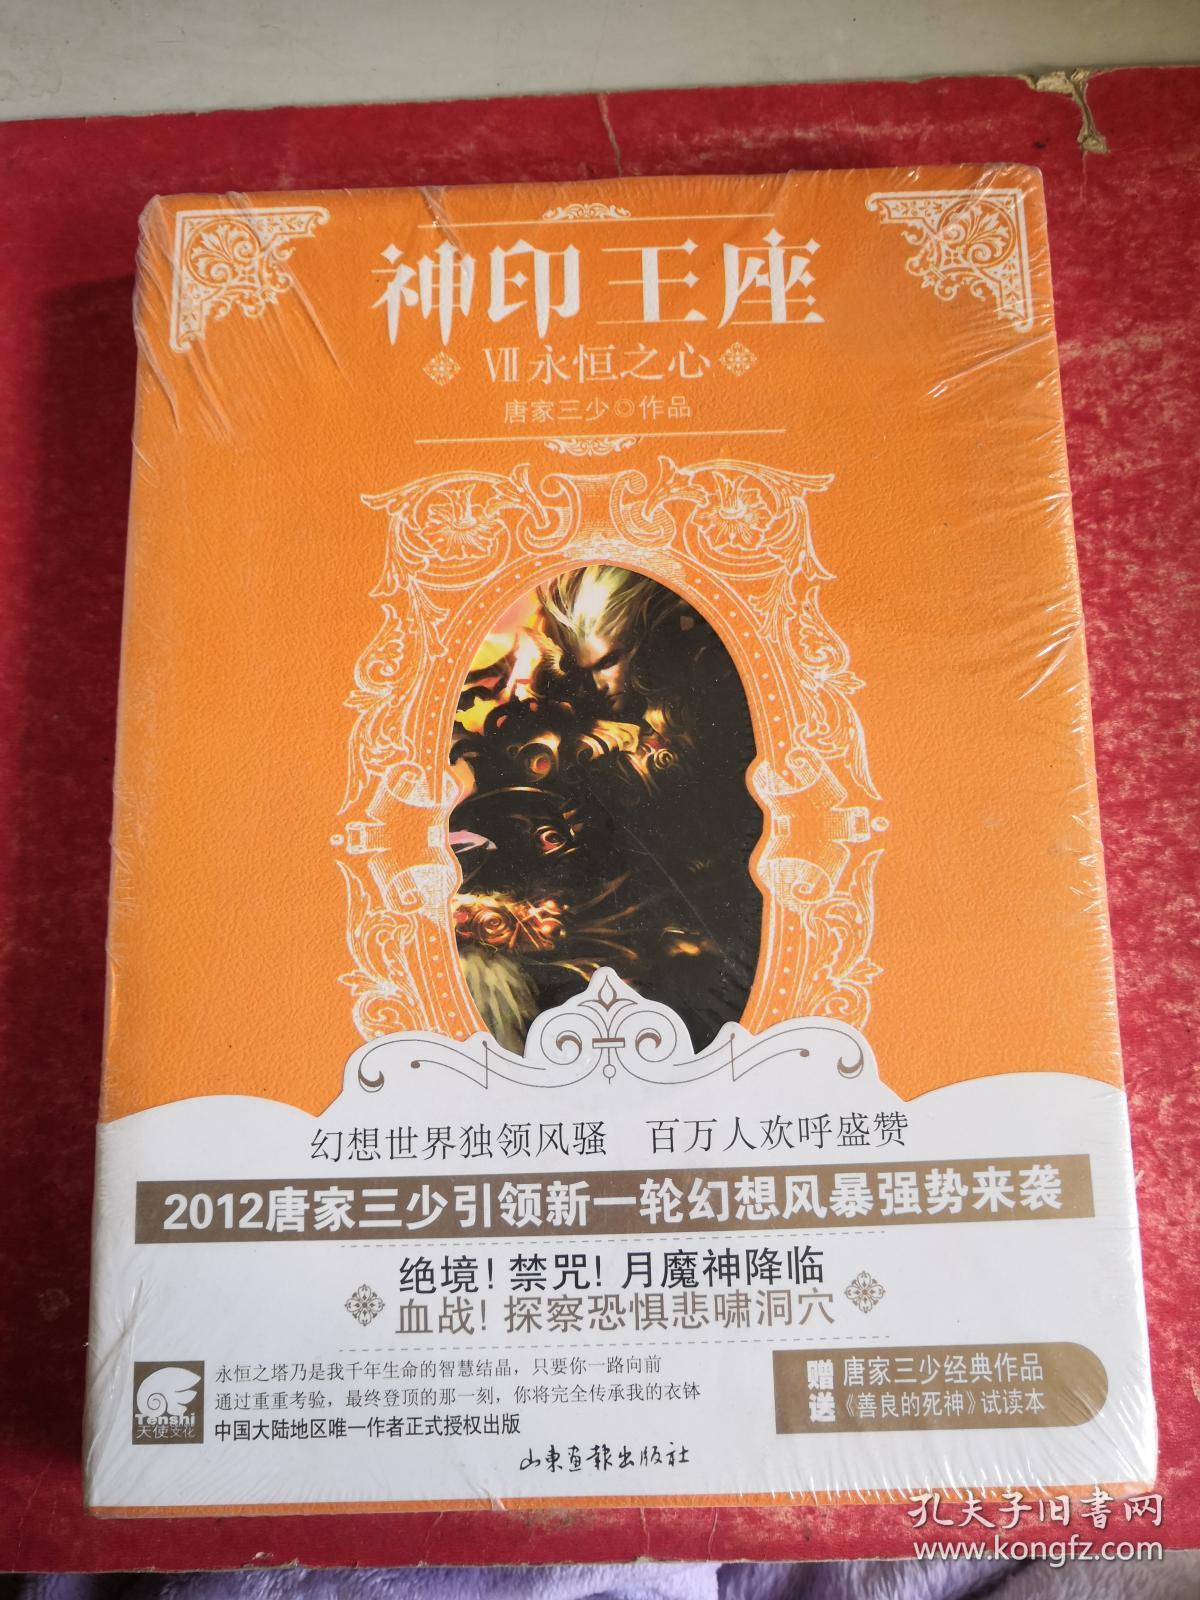 神印王座
VII永恒之心
唐家三少◎作品
幻想世界独领风骚 百万人欢呼盛赞
2012唐家三少引领新一轮幻想风暴强势来袭
绝境！禁咒！月魔神降临
血战！探察恐惧悲啸洞穴
永恒之塔乃是我千年生命的智慧结晶，只要你一路向前
通过重重考验，最终登顶的那一刻，你将完全传承我的衣钵
中国大陆地区唯一作者正式授权出版
Tenshi
天使文化
赠送
唐家三少经典作品
《善良的死神》试读本
山东画报出版社
孔夫子旧书网
www.kongfz.com